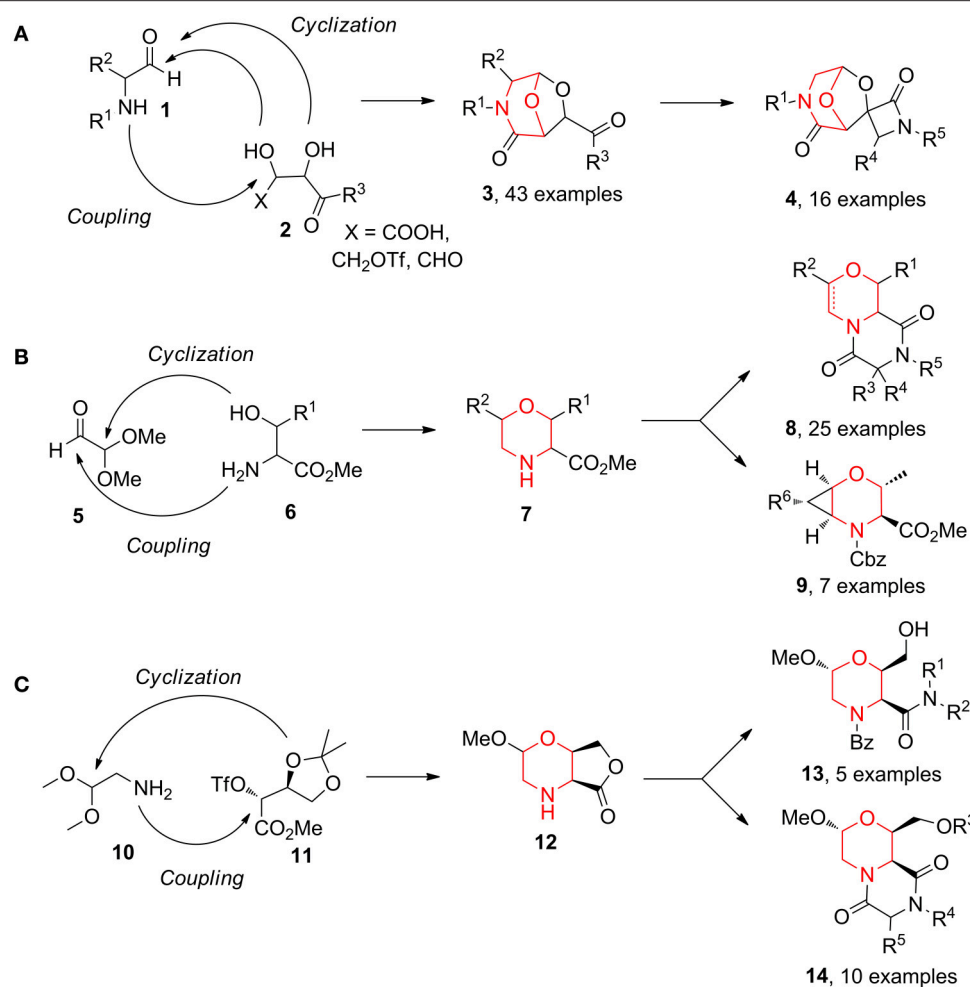 A
Cyclization
R² O H
R¹ NH 1
Coupling
HO OH
X R³ O
2
X = COOH,
CH₂OTf, CHO
R² O
R¹ N O
O O R³
3, 43 examples
O O
R¹ N O
O N R⁵
R⁴
4, 16 examples
B
Cyclization
O H OMe
OMe
5
HO R¹
H₂N CO₂Me
6
Coupling
R² O R¹
N H CO₂Me
7
R² O R¹
N O
O N R⁵
R³ R⁴
8, 25 examples
H O
R⁶
H N CO₂Me
Cbz
9, 7 examples
C
Cyclization
O NH₂
O
10
O O
TfO
CO₂Me
11
Coupling
MeO O
O
N H O
12
OH
MeO O R¹
N N R²
Bz O
13, 5 examples
MeO O OR³
N O
O N R⁴
R⁵
14, 10 examples